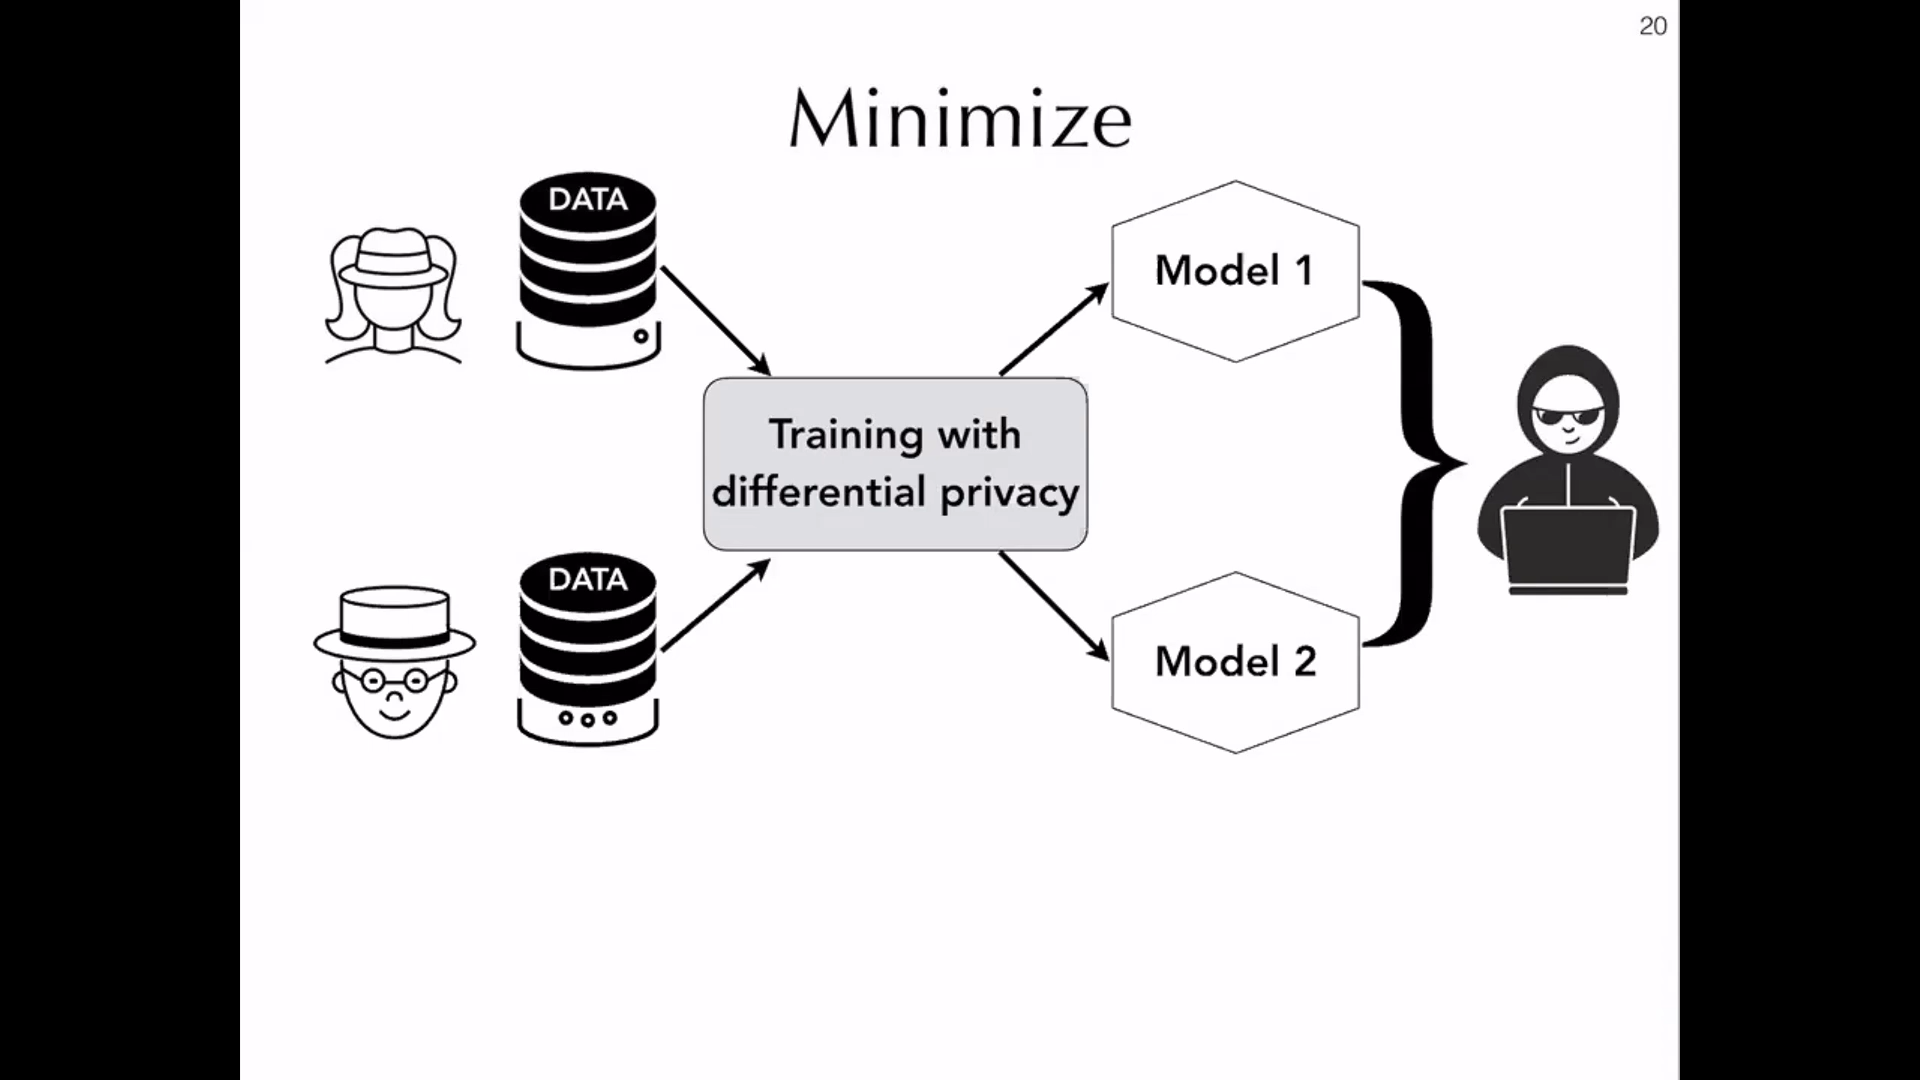 20
Minimize
DATA
Model 1
Training with
differential privacy
DATA
Model 2